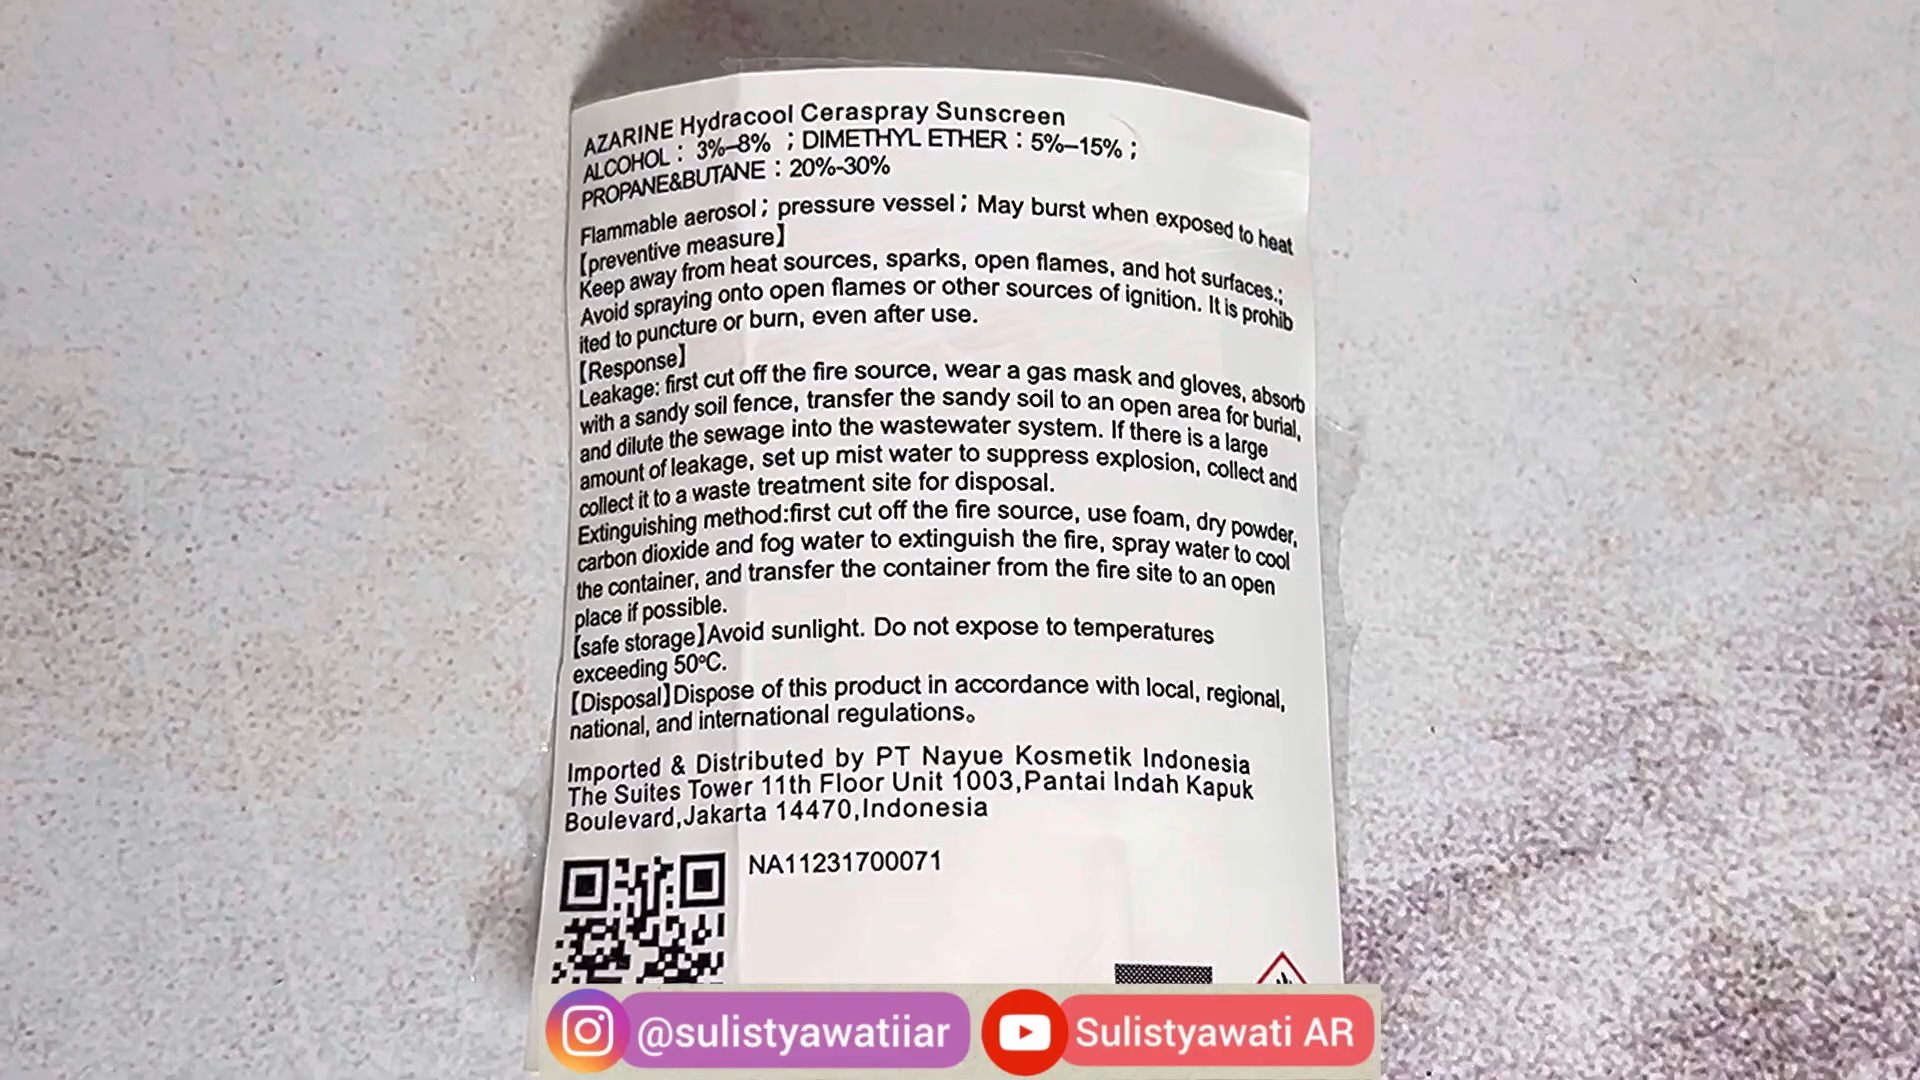 AZARINE Hydracool Ceraspray Sunscreen
ALCOHOL : 3%–8% ; DIMETHYL ETHER : 5%–15% ;
PROPANE&BUTANE : 20%-30%
Flammable aerosol; pressure vessel; May burst when exposed to heat
【preventive measure】
Keep away from heat sources, sparks, open flames, and hot surfaces.;
Avoid spraying onto open flames or other sources of ignition. It is prohib
ited to puncture or burn, even after use.
【Response】
Leakage: first cut off the fire source, wear a gas mask and gloves, absorb
with a sandy soil fence, transfer the sandy soil to an open area for burial,
and dilute the sewage into the wastewater system. If there is a large
amount of leakage, set up mist water to suppress explosion, collect and
collect it to a waste treatment site for disposal.
Extinguishing method:first cut off the fire source, use foam, dry powder,
carbon dioxide and fog water to extinguish the fire, spray water to cool
the container, and transfer the container from the fire site to an open
place if possible.
【safe storage】Avoid sunlight. Do not expose to temperatures
exceeding 50℃.
【Disposal】Dispose of this product in accordance with local, regional,
national, and international regulations。
Imported & Distributed by PT Nayue Kosmetik Indonesia
The Suites Tower 11th Floor Unit 1003,Pantai Indah Kapuk
Boulevard,Jakarta 14470,Indonesia
NA11231700071
@sulistyawatiiar
Sulistyawati AR